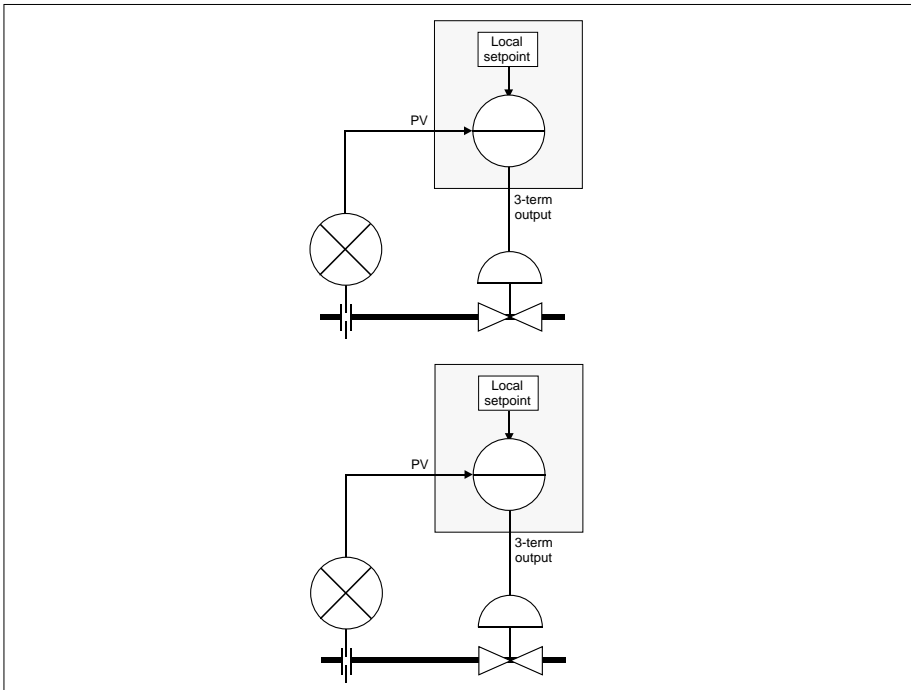 Local
setpoint
PV
3-term
output
Local
setpoint
PV
3-term
output